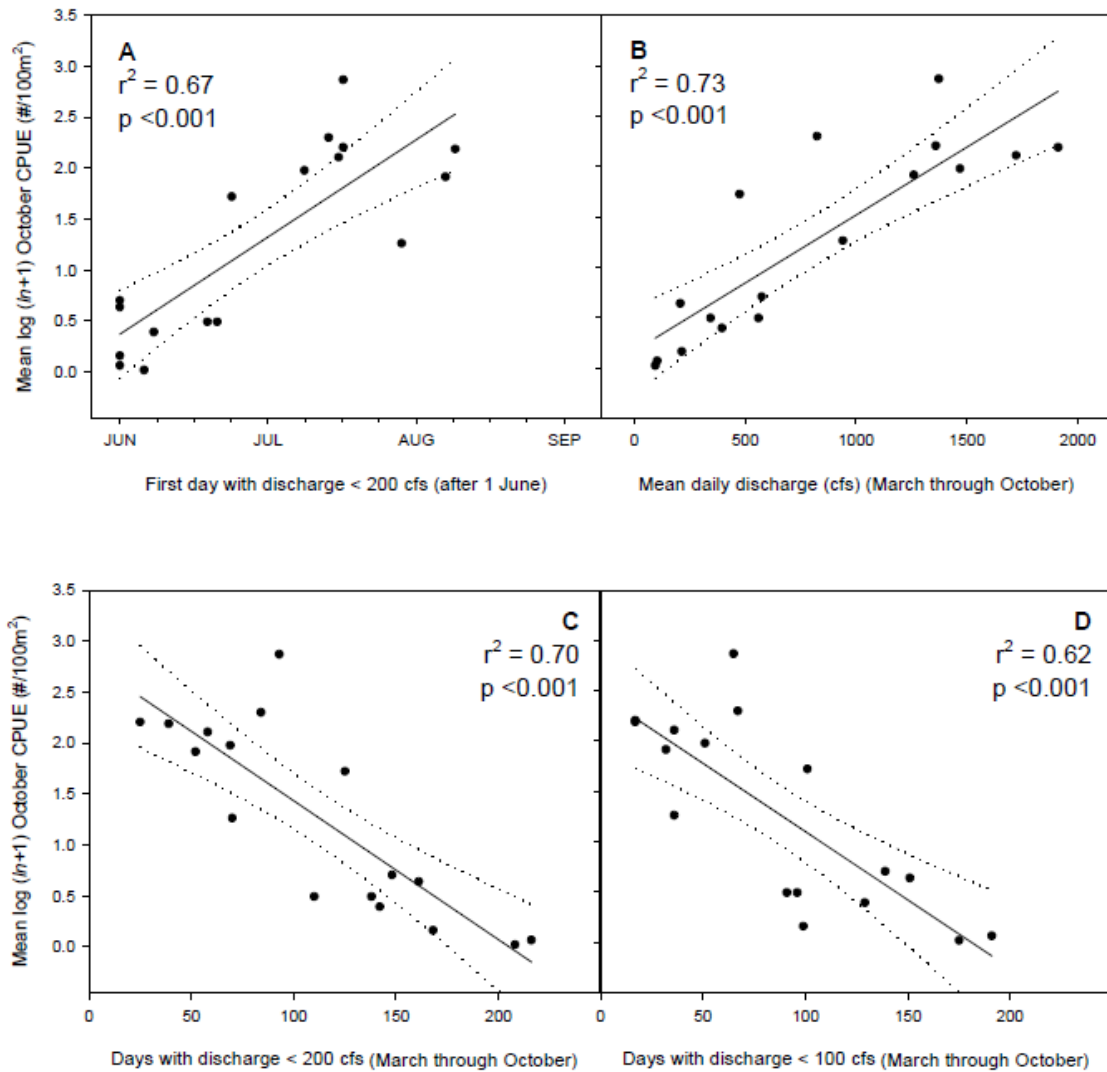 A
r² = 0.67
p <0.001
B
r² = 0.73
p <0.001
Mean log (ln+1) October CPUE (#/100m²)
3.5
3.0
2.5
2.0
1.5
1.0
0.5
0.0
JUN JUL AUG SEP
0 500 1000 1500 2000
First day with discharge < 200 cfs (after 1 June)
Mean daily discharge (cfs) (March through October)
C
r² = 0.70
p <0.001
D
r² = 0.62
p <0.001
Mean log (ln+1) October CPUE (#/100m²)
3.5
3.0
2.5
2.0
1.5
1.0
0.5
0.0
0 50 100 150 200
0 50 100 150 200
Days with discharge < 200 cfs (March through October)
Days with discharge < 100 cfs (March through October)